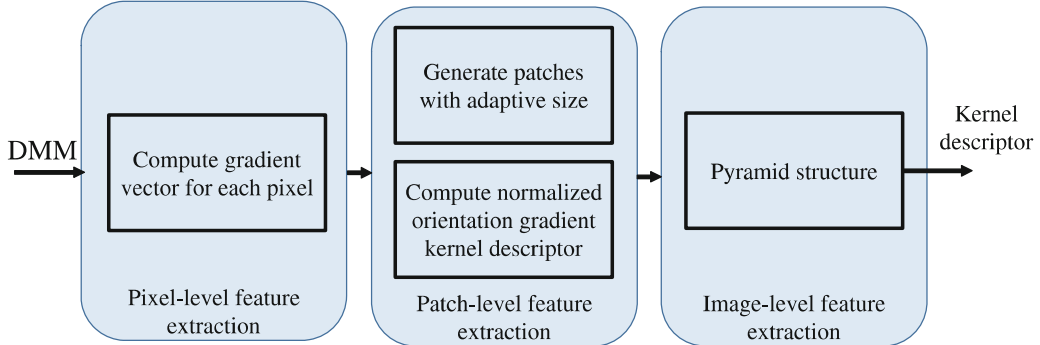 DMM
Compute gradient
vector for each pixel
Pixel-level feature
extraction
Generate patches
with adaptive size
Compute normalized
orientation gradient
kernel descriptor
Patch-level feature
extraction
Pyramid structure
Image-level feature
extraction
Kernel
descriptor